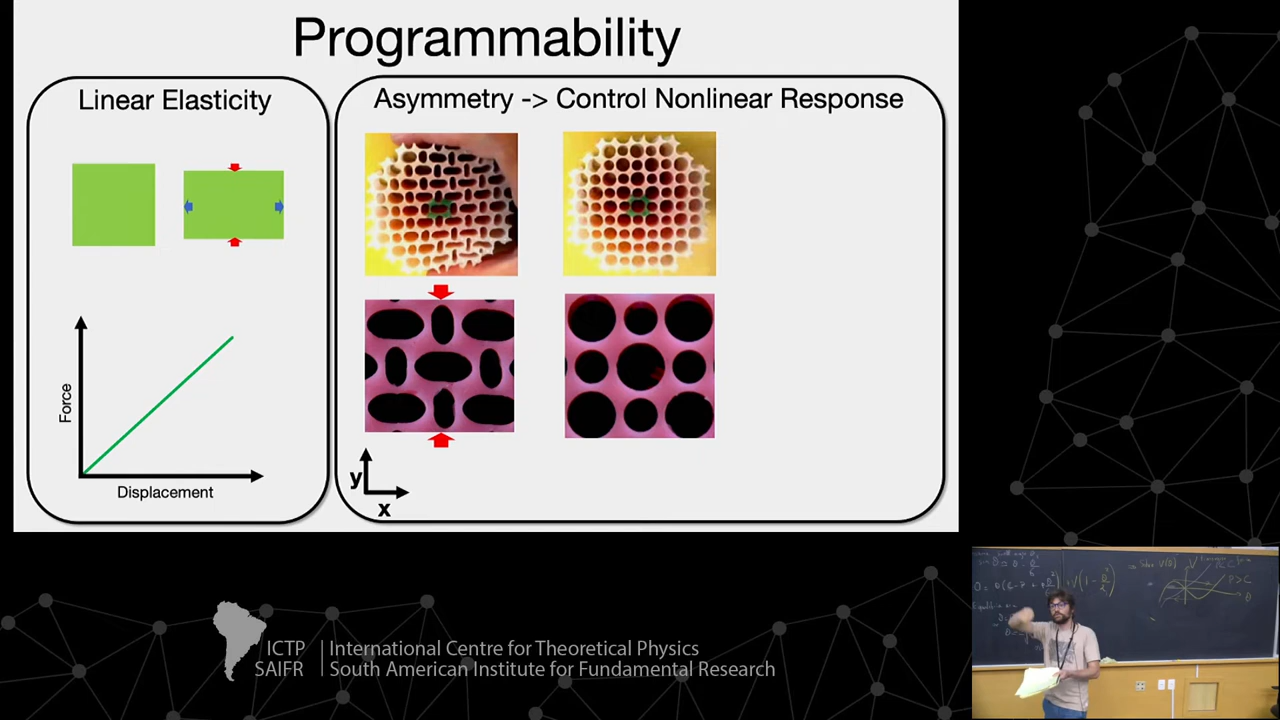 Programmability
Linear Elasticity
Asymmetry -> Control Nonlinear Response
Force
Displacement
y
x
ICTP
SAIFR
International Centre for Theoretical Physics
South American Institute for Fundamental Research